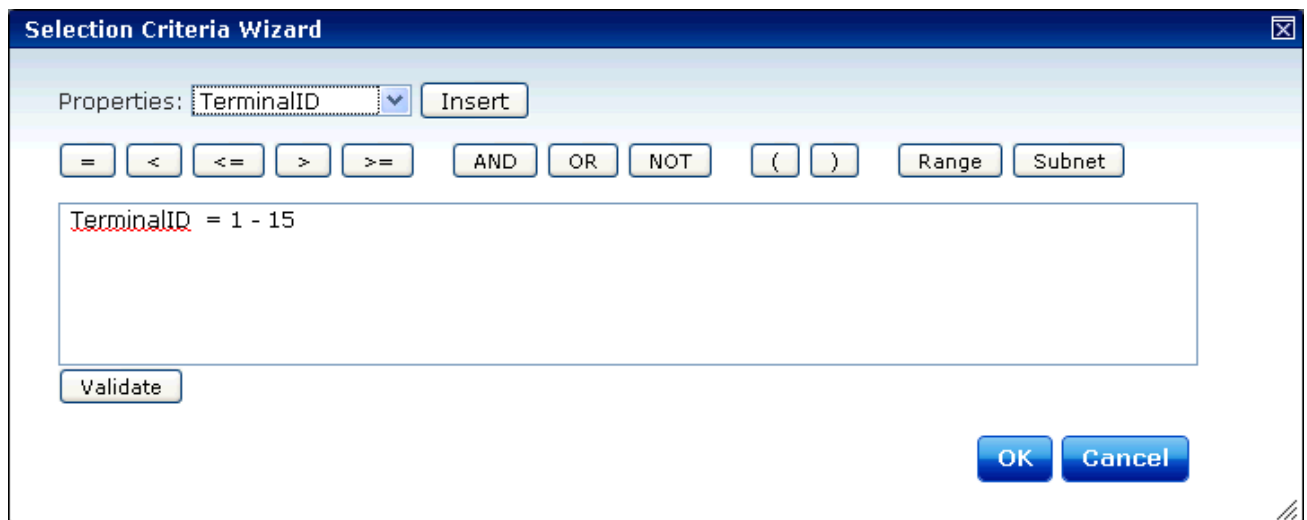 Selection Criteria Wizard
Properties: TerminalID Insert
= < <= > >= AND OR NOT ( ) Range Subnet
TerminalID = 1 - 15
Validate
OK Cancel